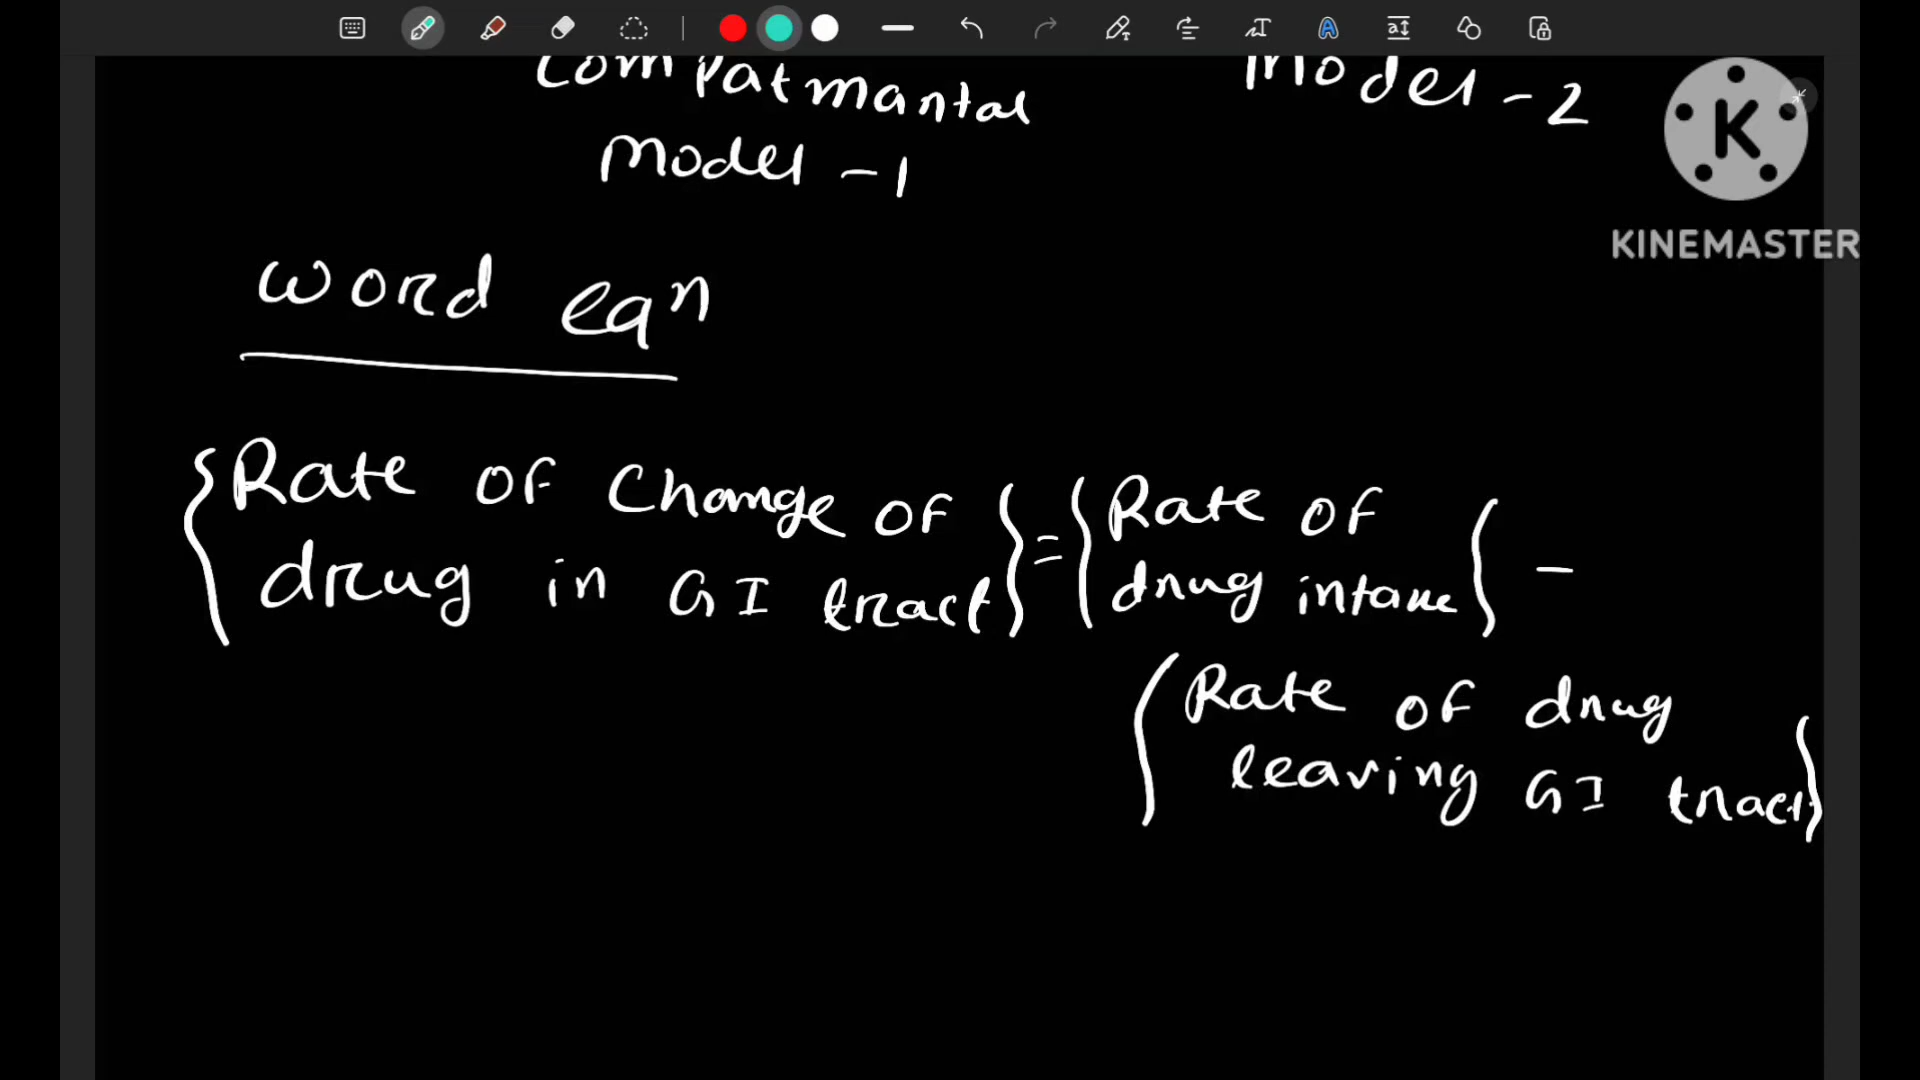 Compatmantal
Model - 2
Model - 1
K
KINEMASTER
word eqn
{Rate of Change of
drug in GI tract} = {Rate of
drug intake} -
{Rate of drug
leaving GI tract}